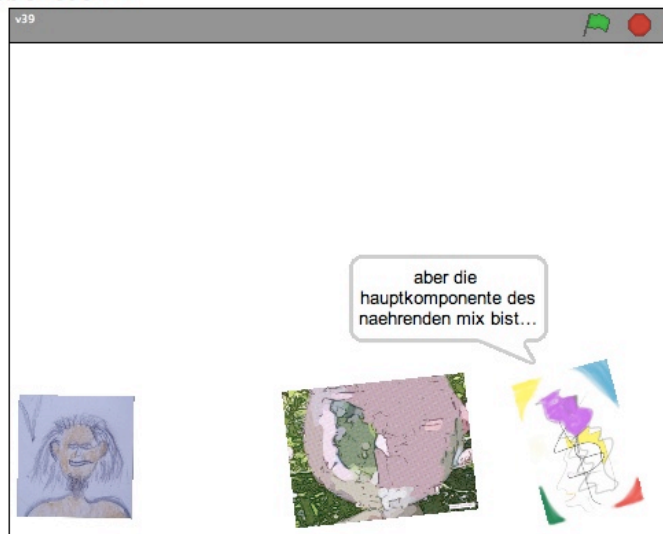 v39
aber die
hauptkomponente des
naehrenden mix bist...